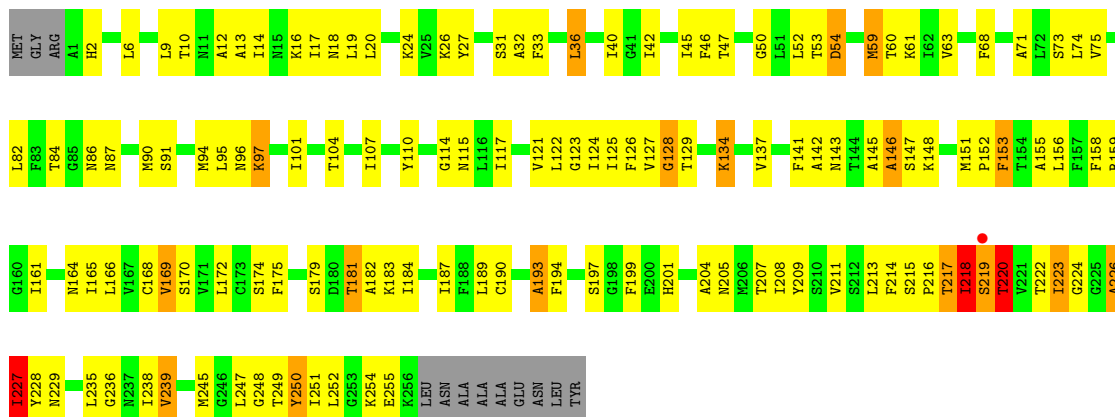 MET GLY ARG A1 H2 L6 L9 T10 N11 A12 A13 I14 N15 K16 I17 N18 L19 L20 K24 V25 K26 Y27 S31 A32 F33 L36 I40 G41 I42 I45 F46 T47 G50 L51 L52 T53 D54 M59 T60 K61 I62 V63 F68 A71 L72 S73 L74 V75
L82 F83 T84 G85 N86 N87 M90 S91 M94 L95 N96 K97 I101 T104 I107 Y110 G114 N115 L116 I117 V121 L122 G123 I124 I125 F126 V127 G128 T129 K134 V137 F141 A142 N143 T144 A145 A146 S147 K148 M151 P152 F153 T154 A155 L156 F157 F158 R159
G160 I161 N164 I165 L166 V167 C168 V169 S170 V171 L172 C173 S174 F175 S179 D180 T181 A182 K183 I184 I187 F188 L189 C190 A193 F194 S197 G198 F199 E200 H201 A204 N205 M206 T207 I208 Y209 S210 V211 S212 L213 F214 S215 P216 T217 I218 S219 T220 V221 T222 I223 G224 G225 A226
I227 Y228 N229 L235 G236 N237 I238 V239 M245 G246 L247 G248 T249 Y250 I251 L252 G253 K254 E255 K256 LEU ASN ALA ALA ALA GLU ASN LEU TYR